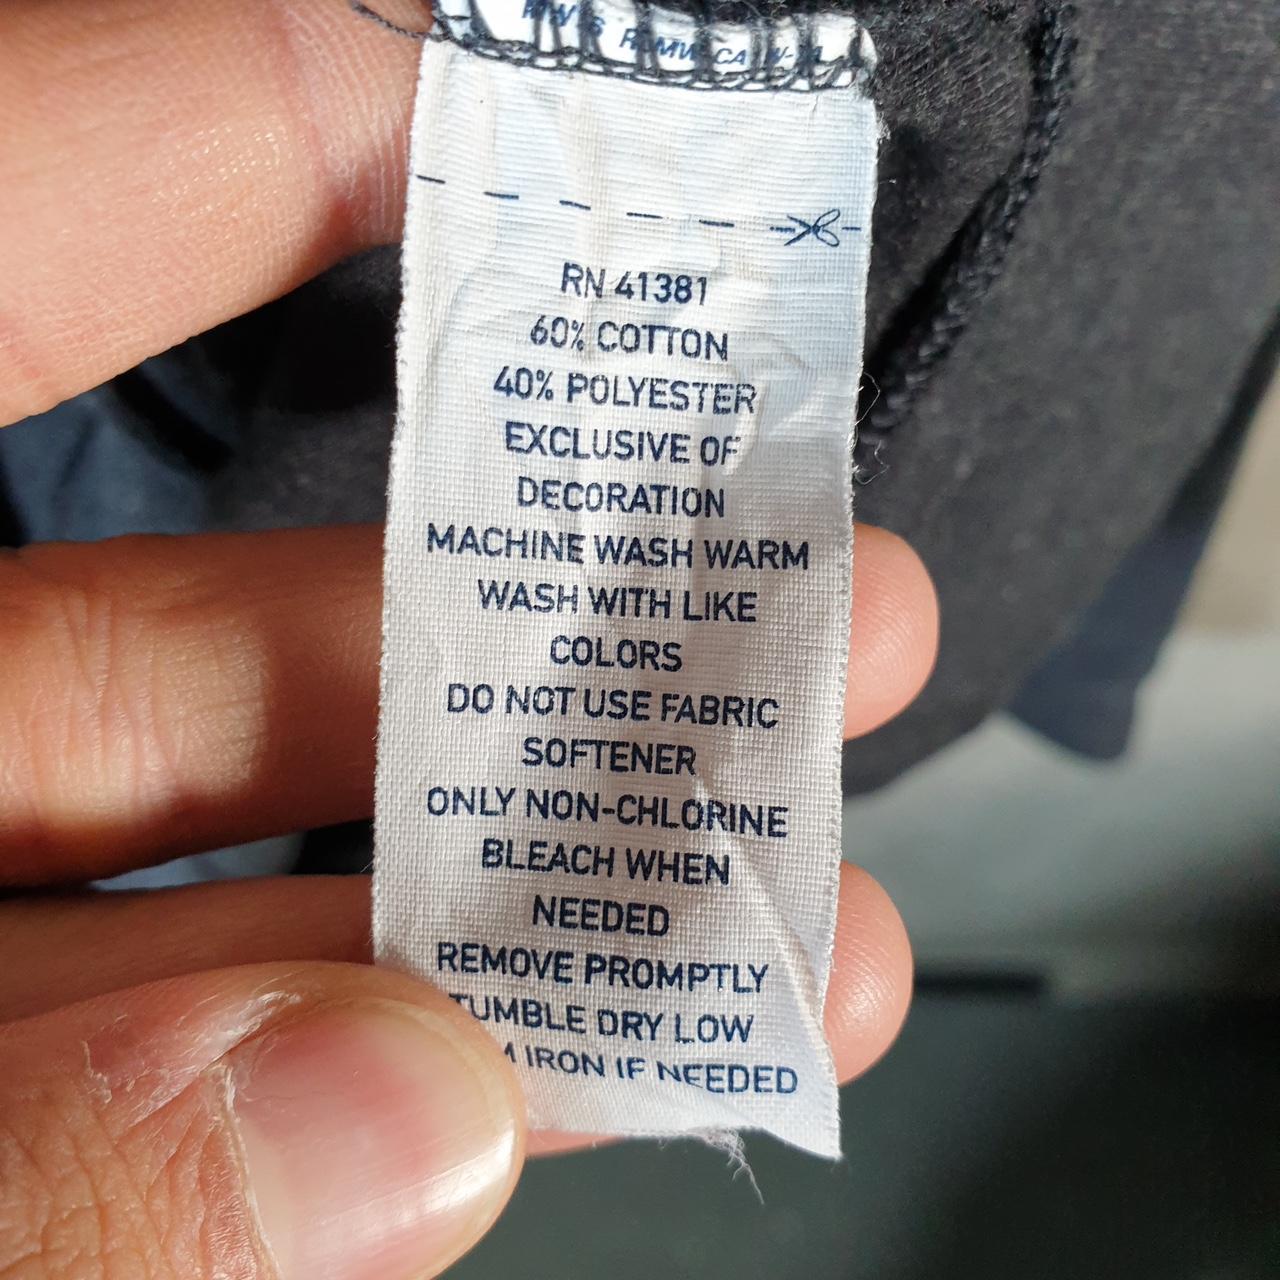 RN 41381
60% COTTON
40% POLYESTER
EXCLUSIVE OF
DECORATION
MACHINE WASH WARM
WASH WITH LIKE
COLORS
DO NOT USE FABRIC
SOFTENER
ONLY NON-CHLORINE
BLEACH WHEN
NEEDED
REMOVE PROMPTLY
TUMBLE DRY LOW
IRON IF NEEDED